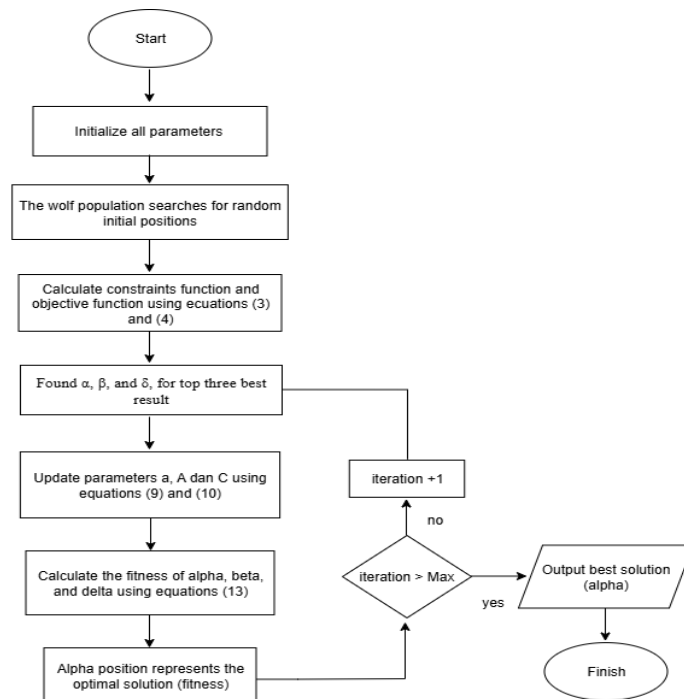 Start
Initialize all parameters
The wolf population searches for random
initial positions
Calculate constraints function and
objective function using ecuations (3)
and (4)
Found α, β, and δ, for top three best
result
Update parameters a, A dan C using
equations (9) and (10)
Calculate the fitness of alpha, beta,
and delta using equations (13)
Alpha position represents the
optimal solution (fitness)
iteration +1
no
iteration > Max
yes
Output best solution
(alpha)
Finish